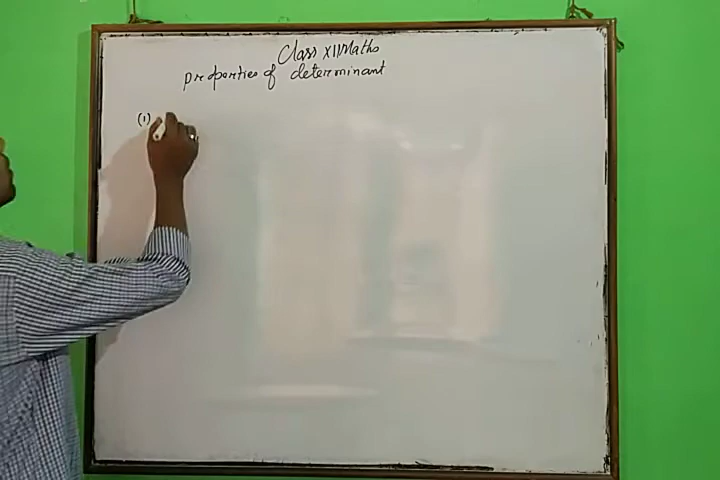 Class XII Maths
properties of determinant
(1)